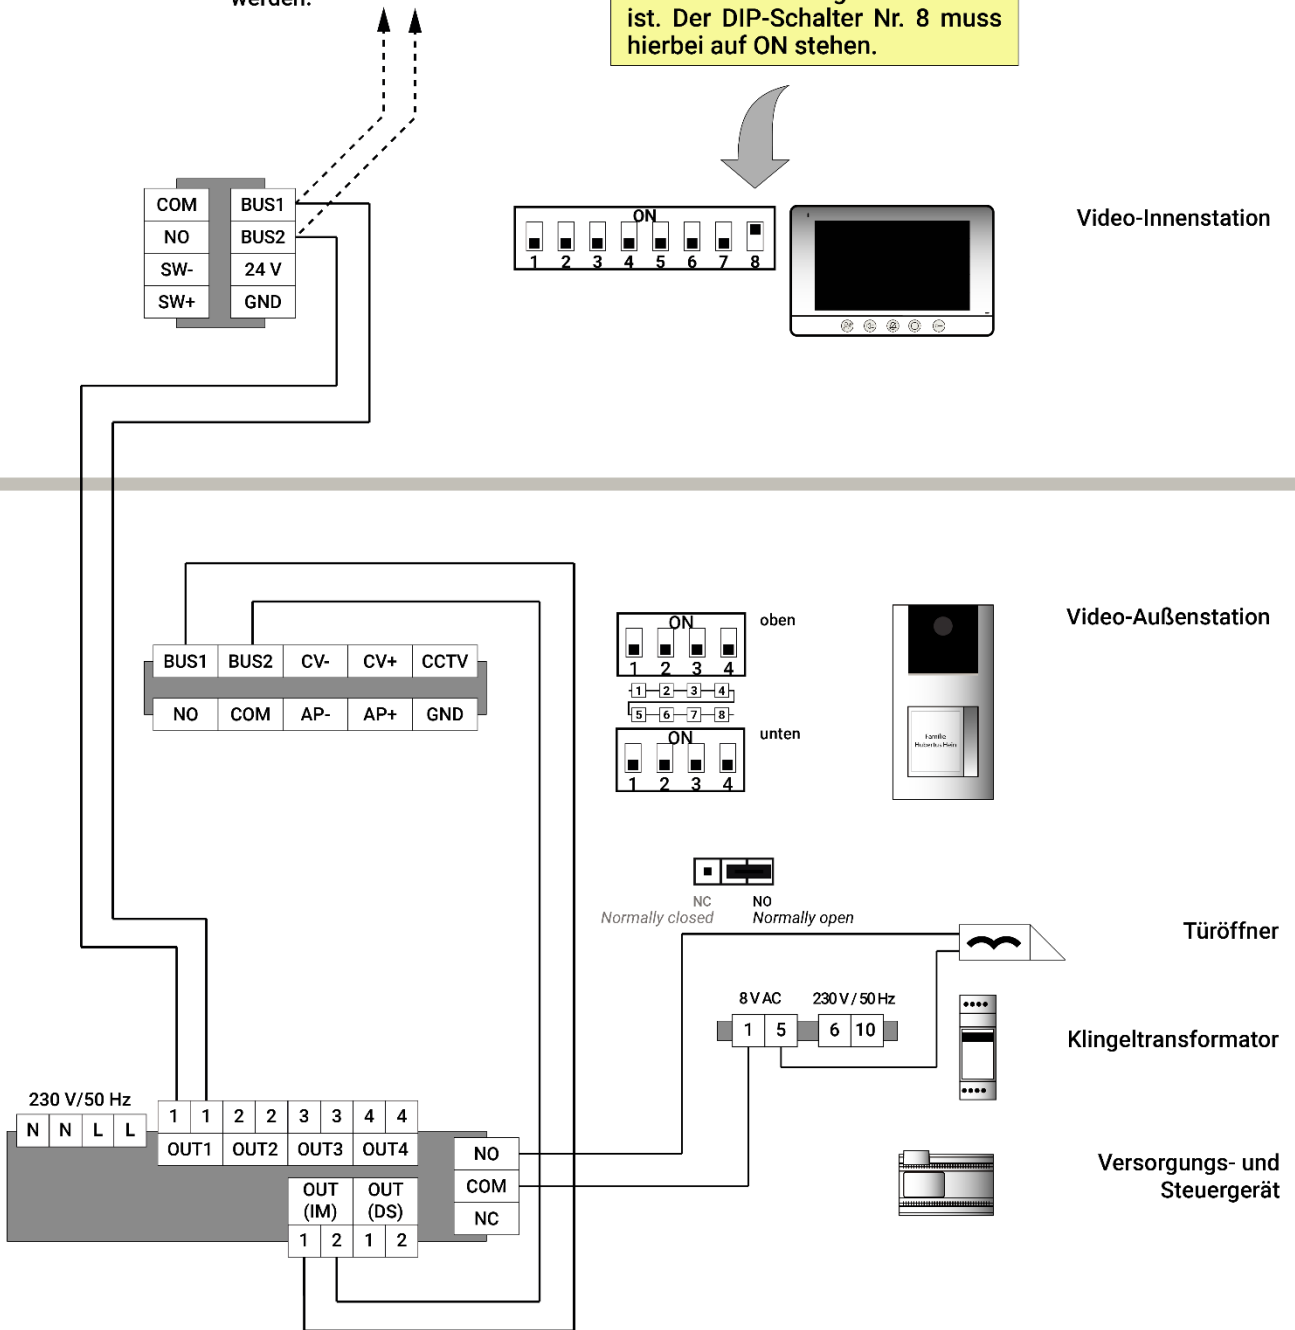 werden.
ist. Der DIP-Schalter Nr. 8 muss
hierbei auf ON stehen.
COM BUS1
NO BUS2
SW- 24 V
SW+ GND
ON
1 2 3 4 5 6 7 8
Video-Innenstation
Video-Außenstation
BUS1 BUS2 CV- CV+ CCTV
NO COM AP- AP+ GND
ON
oben
1 2 3 4
1 2 3 4
5 6 7 8
ON
unten
1 2 3 4
Familie
Hubertus Hein
NC NO
Normally closed Normally open
Türöffner
8 V AC 230 V / 50 Hz
1 5 6 10
Klingeltransformator
230 V/50 Hz
N N L L
1 1 2 2 3 3 4 4
OUT1 OUT2 OUT3 OUT4
NO
COM
NC
OUT OUT
(IM) (DS)
1 2 1 2
Versorgungs- und
Steuergerät